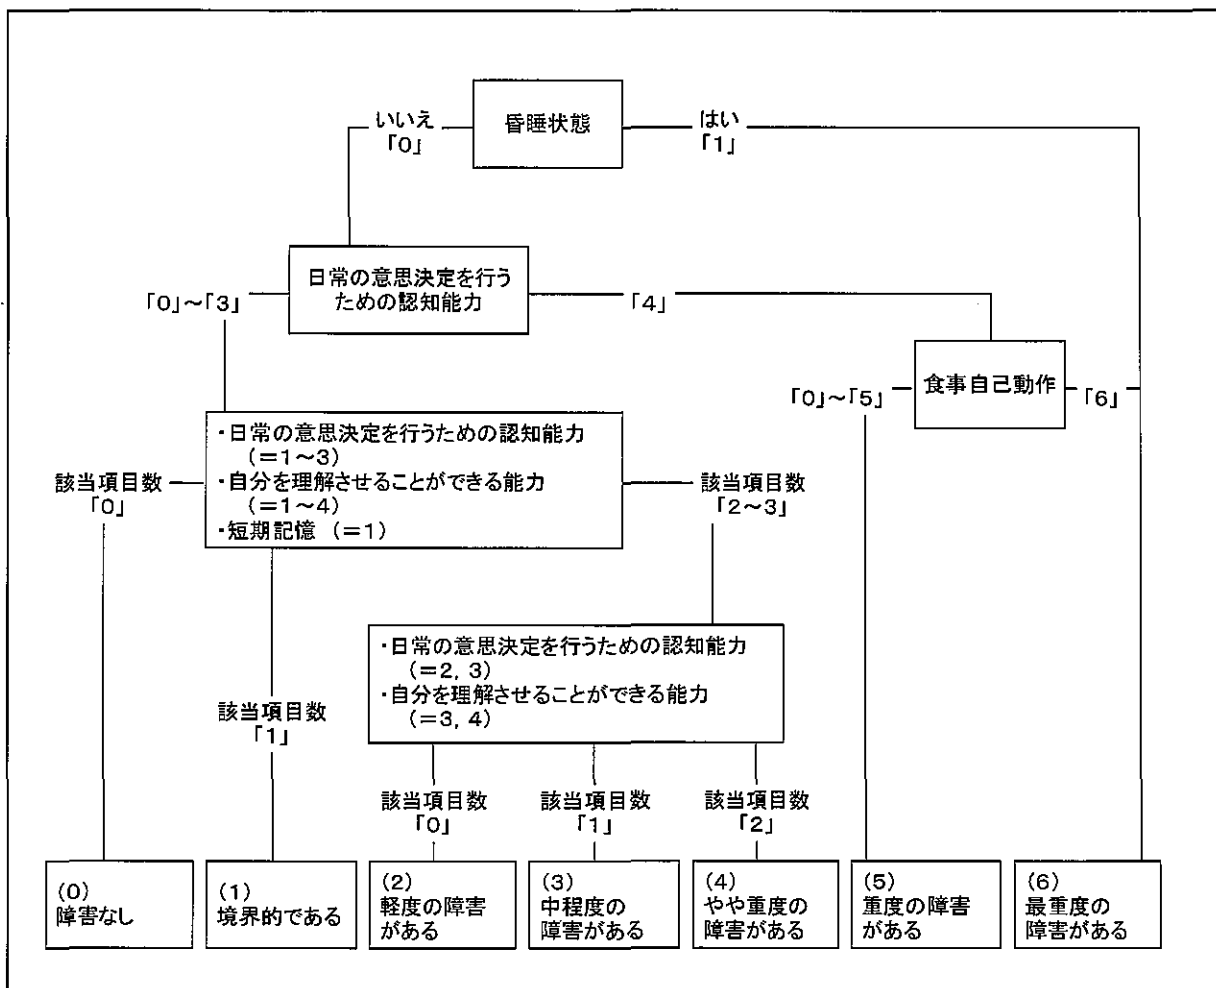 昏睡状態
いいえ
「0」
はい
「1」
日常の意思決定を行う
ための認知能力
「0」～「3」
「4」
食事自己動作
「0」～「5」
「6」
・日常の意思決定を行うための認知能力
（＝1～3）
・自分を理解させることができる能力
（＝1～4）
・短期記憶 （＝1）
該当項目数
「0」
該当項目数
「2～3」
・日常の意思決定を行うための認知能力
（＝2, 3）
・自分を理解させることができる能力
（＝3, 4）
該当項目数
「1」
該当項目数
「0」
該当項目数
「1」
該当項目数
「2」
(0)
障害なし
(1)
境界的である
(2)
軽度の障害
がある
(3)
中程度の
障害がある
(4)
やや重度の
障害がある
(5)
重度の障害
がある
(6)
最重度の
障害がある